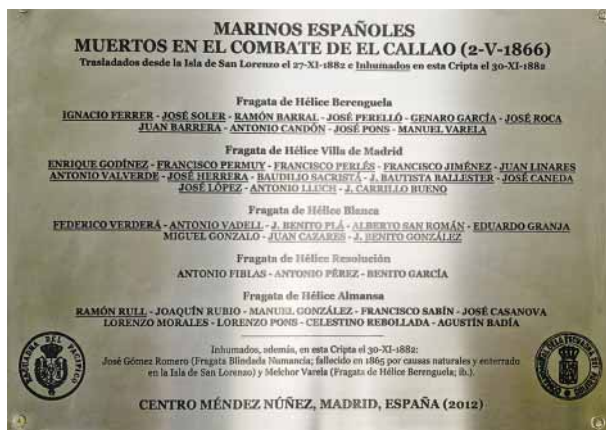 MARINOS ESPAÑOLES
MUERTOS EN EL COMBATE DE EL CALLAO (2-V-1866)
Trasladados desde la Isla de San Lorenzo el 27-XI-1882 e Inhumados en esta Cripta el 30-XI-1882
Fragata de Hélice Berenguela
IGNACIO FERRER - JOSÉ SOLER - RAMÓN BARRAL - JOSÉ PERELLÓ - GENARO GARCÍA - JOSÉ ROCA
JUAN BARRERA - ANTONIO CANDÓN - JOSÉ PONS - MANUEL VARELA
Fragata de Hélice Villa de Madrid
ENRIQUE GODÍNEZ - FRANCISCO PERMUY - FRANCISCO PERLÉS - FRANCISCO JIMÉNEZ - JUAN LINARES
ANTONIO VALVERDE - JOSÉ HERRERA - BAUDILIO SACRISTÁ - J. BAUTISTA BALLESTER - JOSÉ CANEDA
JOSÉ LÓPEZ - ANTONIO LLUCH - J. CARRILLO BUENO
Fragata de Hélice Blanca
FEDERICO VERDERÁ - ANTONIO VADELL - J. BENITO PLÁ - ALBERTO SAN ROMÁN - EDUARDO GRANJA
MIGUEL GONZALO - JUAN CAZARES - J. BENITO GONZÁLEZ
Fragata de Hélice Resolución
ANTONIO FIBLAS - ANTONIO PÉREZ - BENITO GARCÍA
Fragata de Hélice Almansa
RAMÓN RULL - JOAQUÍN RUBIO - MANUEL GONZÁLEZ - FRANCISCO SABÍN - JOSÉ CASANOVA
LORENZO MORALES - LORENZO PONS - CELESTINO REBOLLADA - AGUSTÍN BADÍA
Inhumados, además, en esta Cripta el 30-XI-1882:
José Gómez Romero (Fragata Blindada Numancia; fallecido en 1865 por causas naturales y enterrado
en la Isla de San Lorenzo) y Melchor Varela (Fragata de Hélice Berenguela; ib.).
ESCUADRA DEL PACIFICO
CENTRO MÉNDEZ NÚÑEZ, MADRID, ESPAÑA (2012)